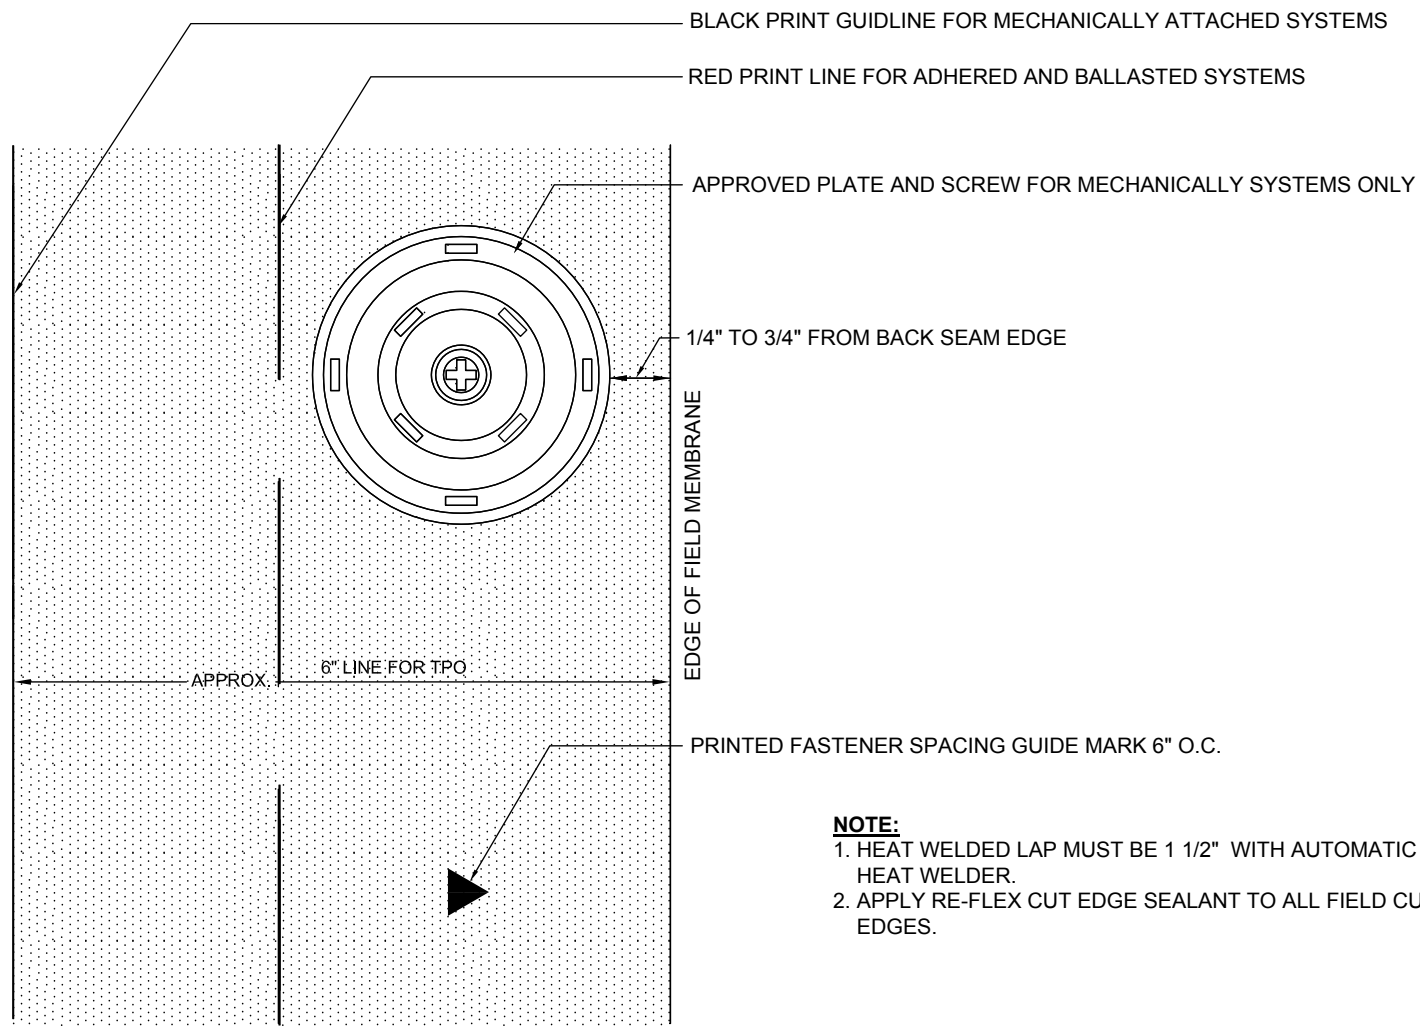 BLACK PRINT GUIDLINE FOR MECHANICALLY ATTACHED SYSTEMS
RED PRINT LINE FOR ADHERED AND BALLASTED SYSTEMS
APPROVED PLATE AND SCREW FOR MECHANICALLY SYSTEMS ONLY
1/4" TO 3/4" FROM BACK SEAM EDGE
EDGE OF FIELD MEMBRANE
APPROX. 6" LINE FOR TPO
PRINTED FASTENER SPACING GUIDE MARK 6" O.C.
NOTE:
1. HEAT WELDED LAP MUST BE 1 1/2" WITH AUTOMATIC
HEAT WELDER.
2. APPLY RE-FLEX CUT EDGE SEALANT TO ALL FIELD CU
EDGES.